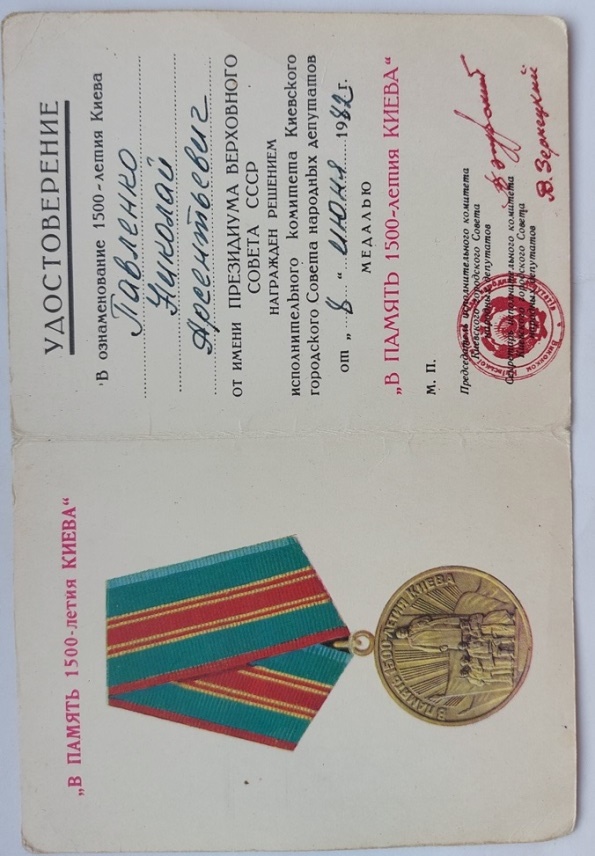 „В ПАМЯТЬ 1500-летия КИЕВА“
В ПАМЯТЬ 1500-ЛЕТИЯ КИЕВА
УДОСТОВЕРЕНИЕ
В ознаменование 1500-летия Киева
Павленко
Николай
Арсентьевич
ОТ ИМЕНИ ПРЕЗИДИУМА ВЕРХОВНОГО
СОВЕТА СССР
НАГРАЖДЕН РЕШЕНИЕМ
исполнительного комитета Киевского
городского Совета народных депутатов
от „8“ июня 1982 г.
МЕДАЛЬЮ
„В ПАМЯТЬ 1500-летия КИЕВА“
М. П.
Председатель исполнительного комитета
Киевского городского Совета
народных депутатов
Секретарь исполнительного комитета
Киевского городского Совета
народных депутатов
В. Зернецкий